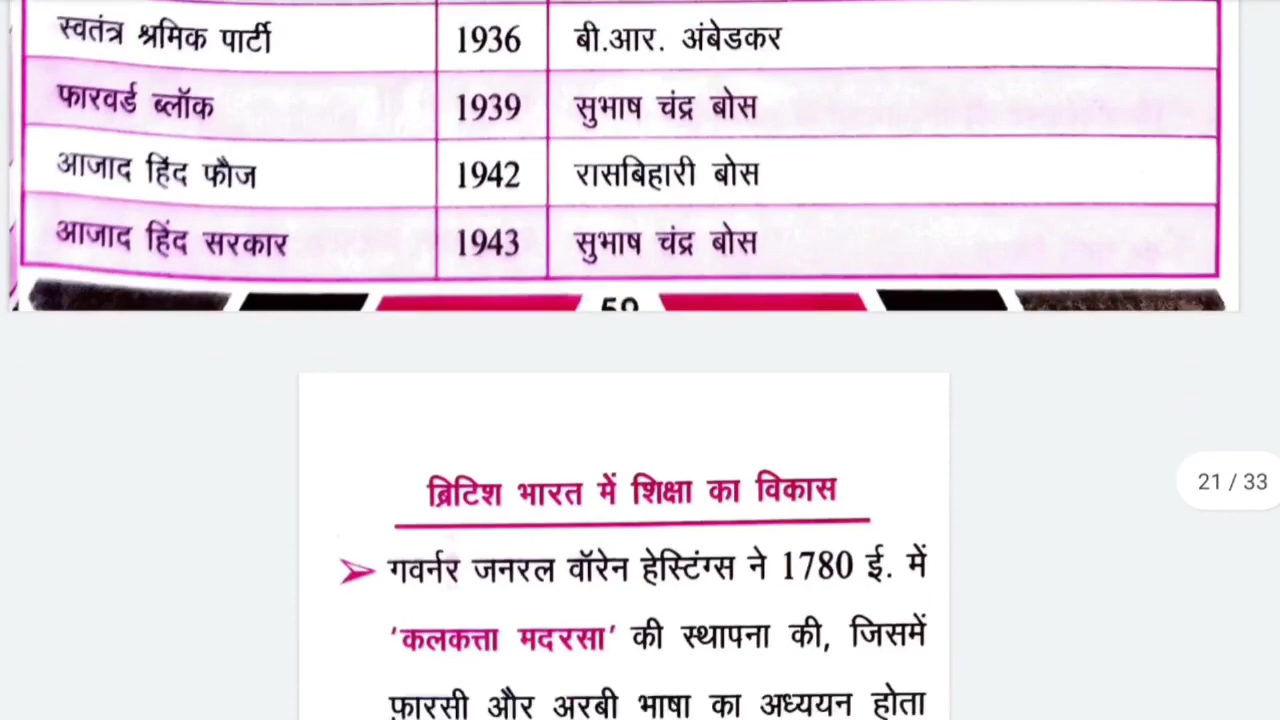 स्वतंत्र श्रमिक पार्टी 1936 बी.आर. अंबेडकर
फारवर्ड ब्लॉक 1939 सुभाष चंद्र बोस
आजाद हिंद फौज 1942 रासबिहारी बोस
आजाद हिंद सरकार 1943 सुभाष चंद्र बोस
21 / 33
ब्रिटिश भारत में शिक्षा का विकास
➢ गवर्नर जनरल वॉरेन हेस्टिंग्स ने 1780 ई. में
'कलकत्ता मदरसा' की स्थापना की, जिसमें
फ़ारसी और अरबी भाषा का अध्ययन होता